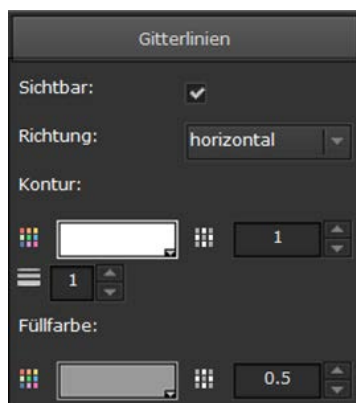 Gitterlinien
Sichtbar:
Richtung: horizontal
Kontur:
1
1
Füllfarbe:
0.5